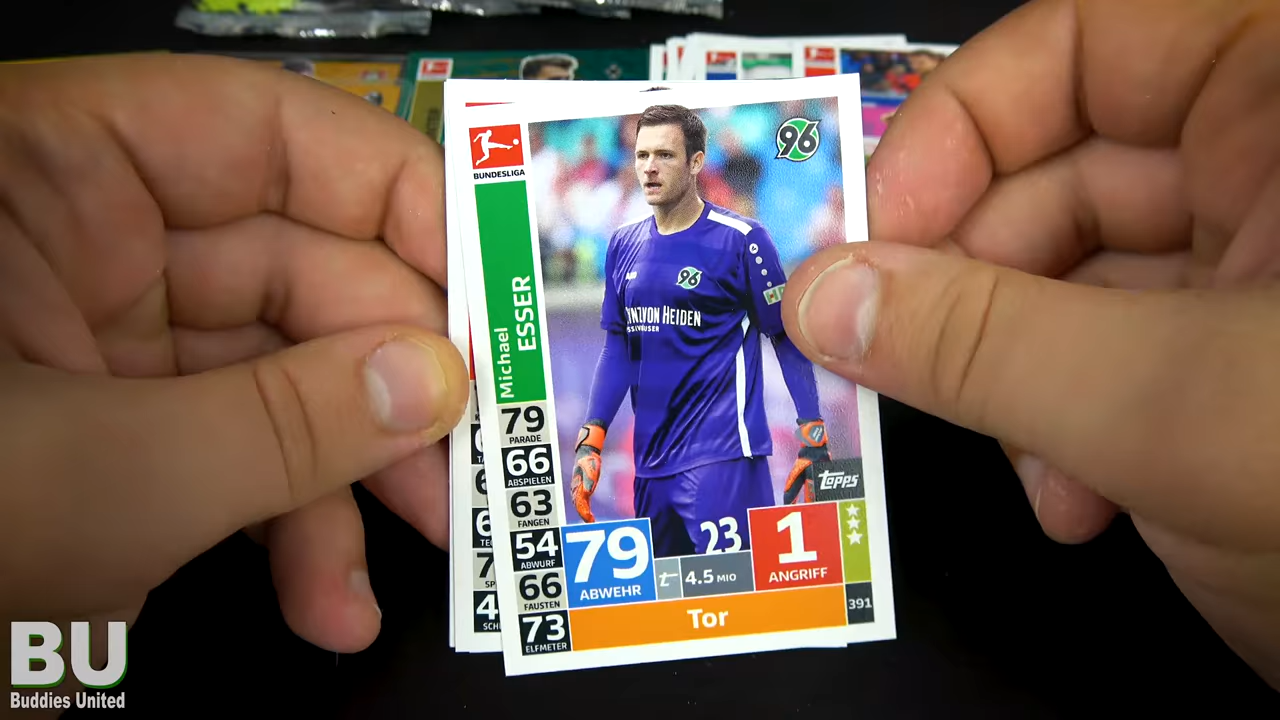 BUNDESLIGA
96
Michael
ESSER
96
VON HEIDEN
79
PARADE
66
ABSPIELEN
63
FANGEN
54
ABWURF
66
FAUSTEN
73
ELFMETER
23
topps
79
ABWEHR
t
4.5 MIO
1
ANGRIFF
Tor
391
BU
Buddies United